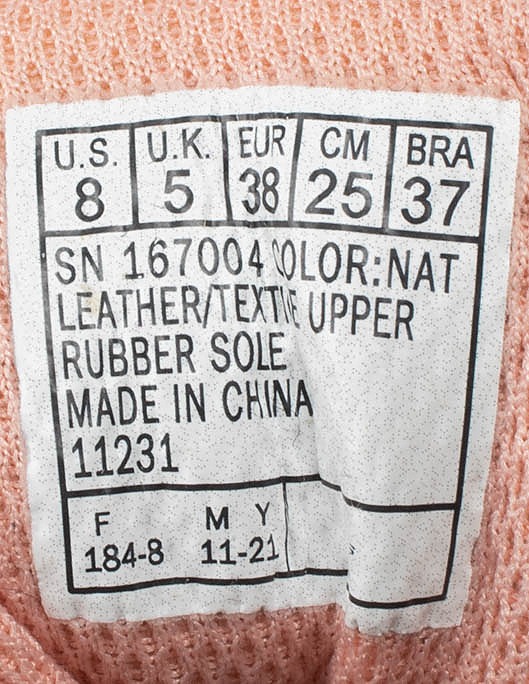 U.S. U.K. EUR CM BRA
8 5 38 25 37
SN 167004 COLOR:NAT
LEATHER/TEXTILE UPPER
RUBBER SOLE
MADE IN CHINA
11231
F M Y
184-8 11-21